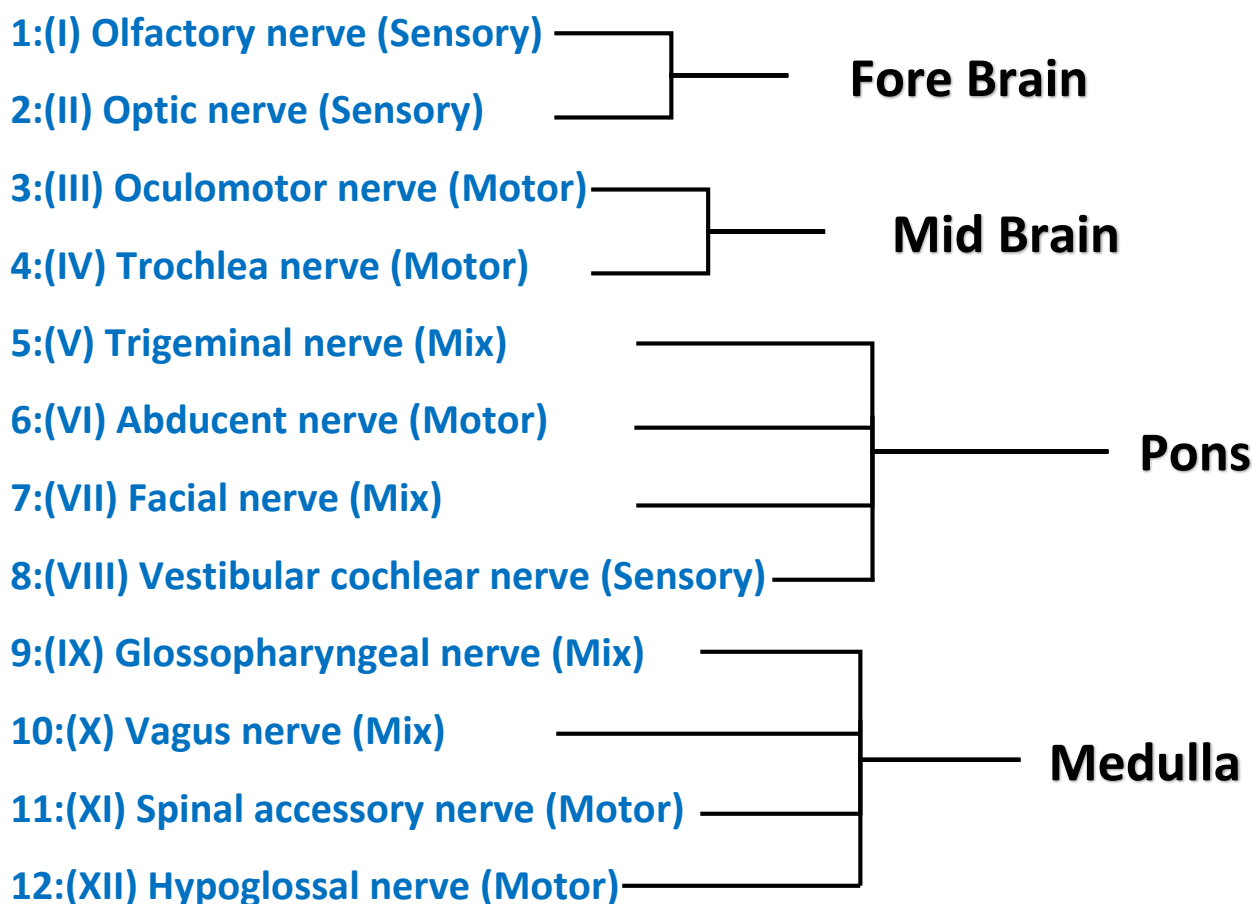 1:(I) Olfactory nerve (Sensory)
Fore Brain
2:(II) Optic nerve (Sensory)
3:(III) Oculomotor nerve (Motor)
Mid Brain
4:(IV) Trochlea nerve (Motor)
5:(V) Trigeminal nerve (Mix)
6:(VI) Abducent nerve (Motor)
Pons
7:(VII) Facial nerve (Mix)
8:(VIII) Vestibular cochlear nerve (Sensory)
9:(IX) Glossopharyngeal nerve (Mix)
10:(X) Vagus nerve (Mix)
Medulla
11:(XI) Spinal accessory nerve (Motor)
12:(XII) Hypoglossal nerve (Motor)